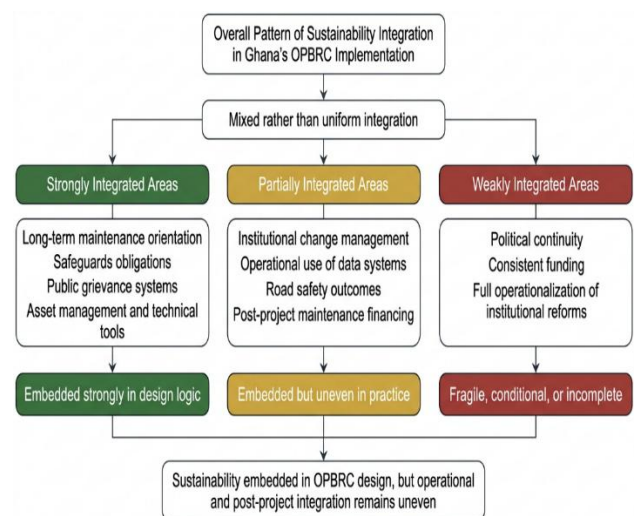 Overall Pattern of Sustainability Integration
in Ghana's OPBRC Implementation
Mixed rather than uniform integration
Strongly Integrated Areas
Partially Integrated Areas
Weakly Integrated Areas
Long-term maintenance orientation
Safeguards obligations
Public grievance systems
Asset management and technical
tools
Institutional change management
Operational use of data systems
Road safety outcomes
Post-project maintenance financing
Political continuity
Consistent funding
Full operationalization of
institutional reforms
Embedded strongly in design logic
Embedded but uneven in practice
Fragile, conditional, or incomplete
Sustainability embedded in OPBRC design, but operational
and post-project integration remains uneven